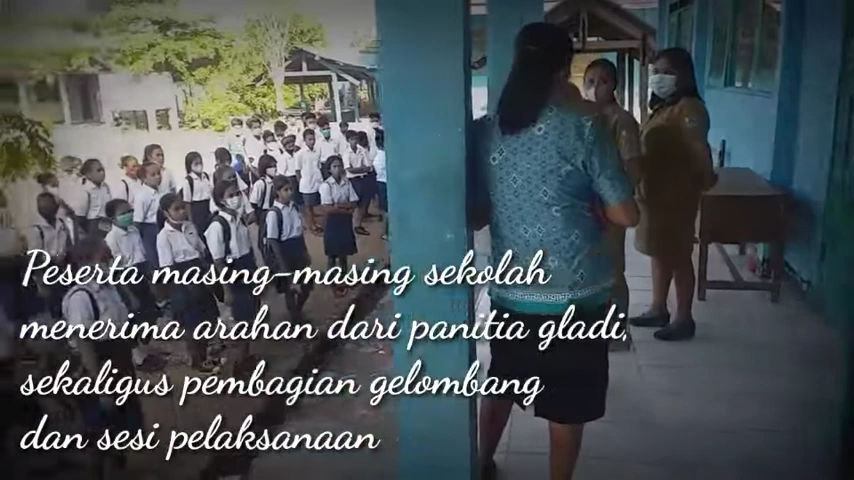 Peserta masing-masing sekolah
menerima arahan dari panitia gladi,
sekaligus pembagian gelombang
dan sesi pelaksanaan